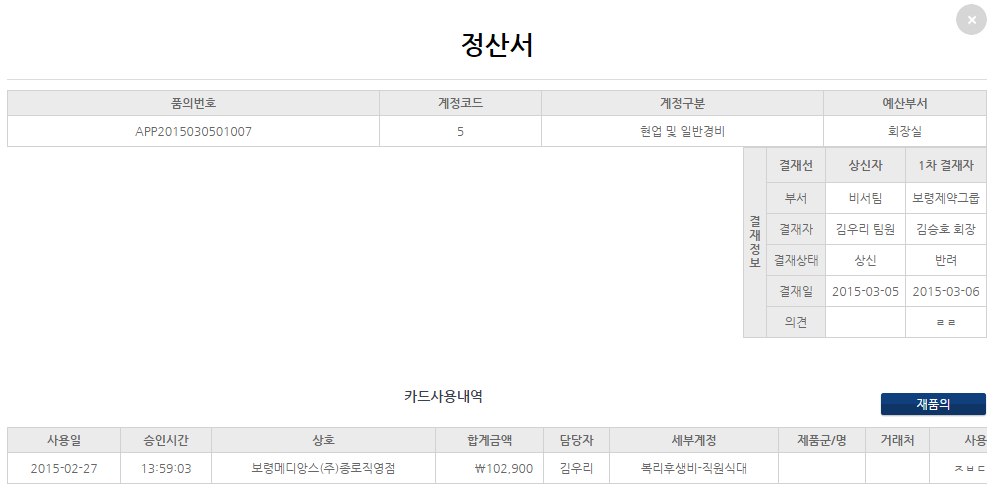 정산서
품의번호 계정코드 계정구분 예산부서
APP2015030501007 5 현업 및 일반경비 회장실
결재정보
결재선 상신자 1차 결재자
부서 비서팀 보령제약그룹
결재자 김우리 팀원 김승호 회장
결재상태 상신 반려
결재일 2015-03-05 2015-03-06
의견 ㄹㄹ
카드사용내역
재품의
사용일 승인시간 상호 합계금액 담당자 세부계정 제품군/명 거래처 사용
2015-02-27 13:59:03 보령메디앙스(주)종로직영점 ₩102,900 김우리 복리후생비-직원식대